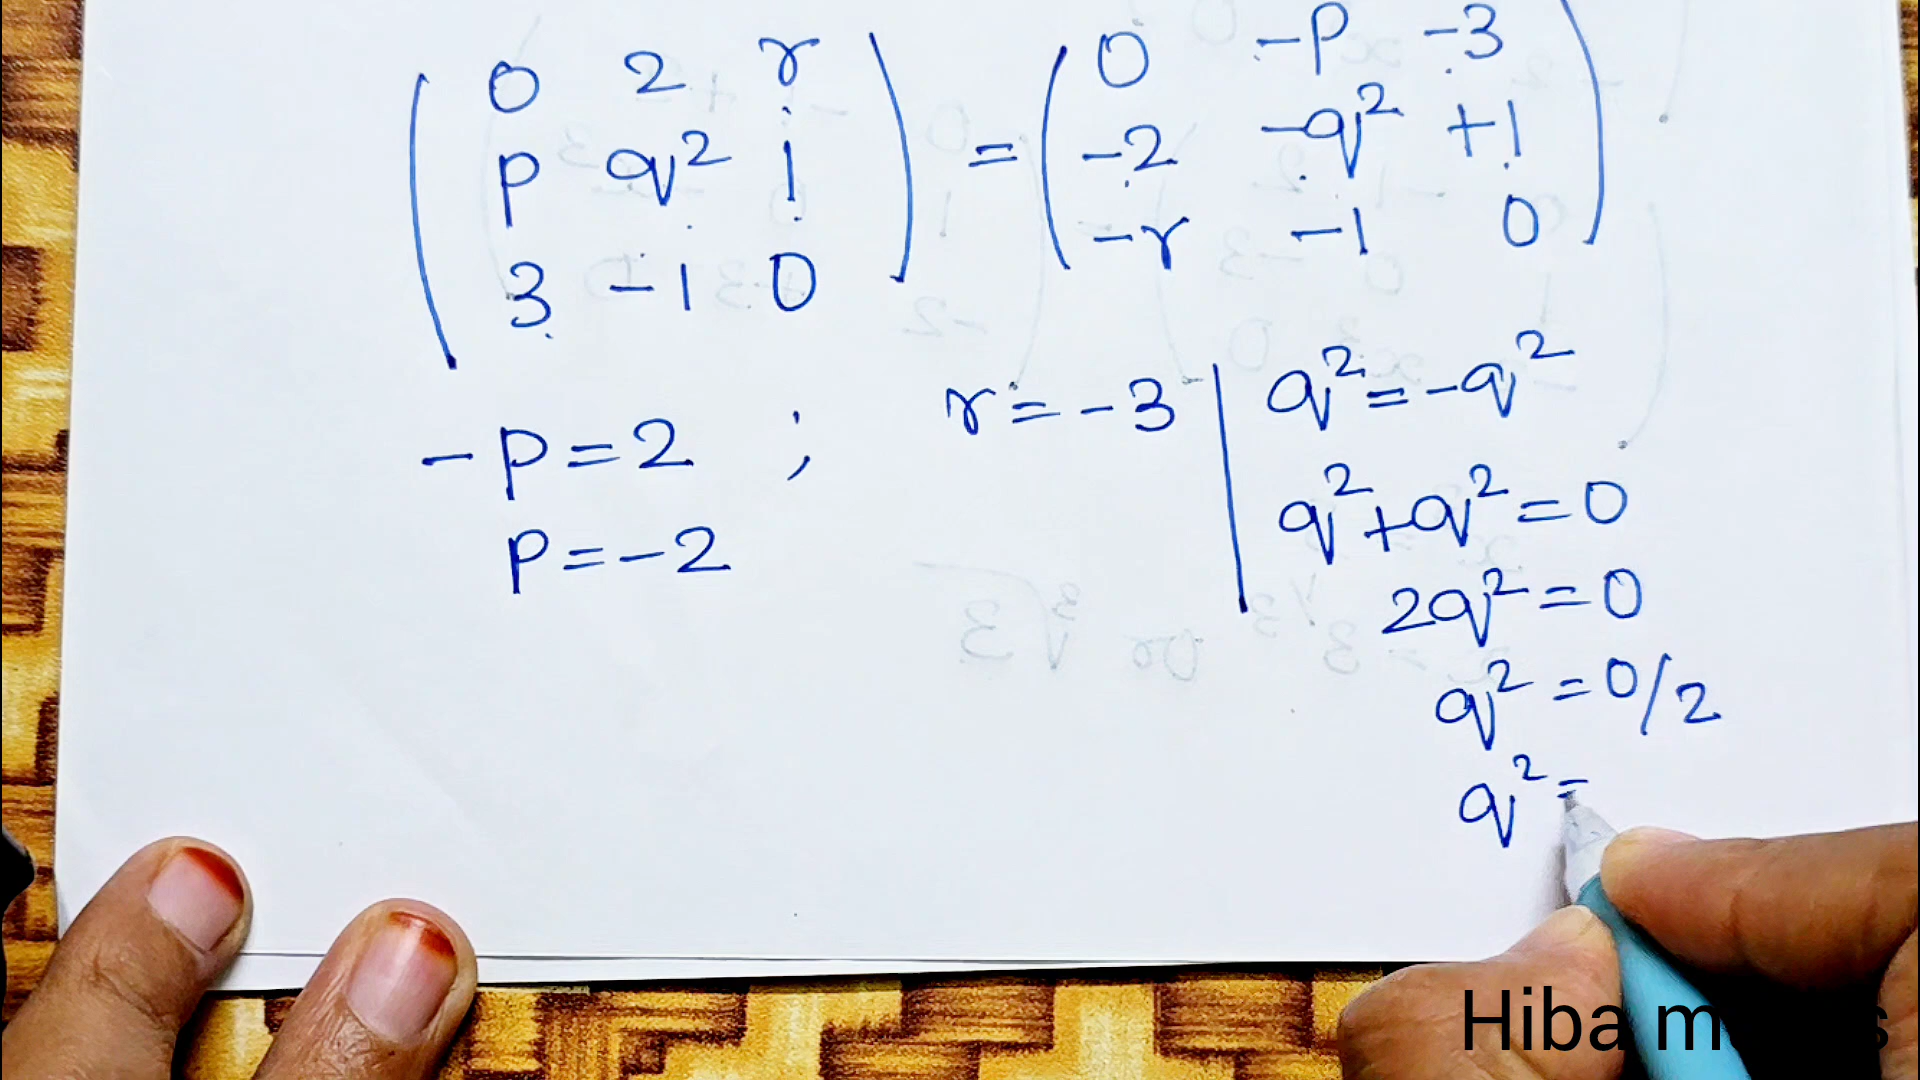 ( 0 2 r ) = ( 0 -p -3 )
( p q² 1 ) ( -2 -q² +1 )
( 3 -1 0 ) ( -r -1 0 )
-p = 2 ; r = -3 | q² = -q²
p = -2 q² + q² = 0
2q² = 0
q² = 0/2
q² =
Hiba